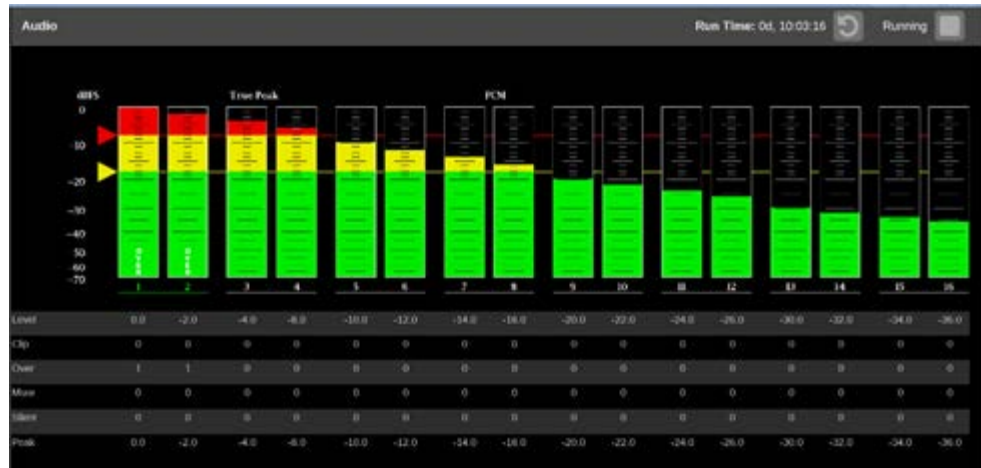 Audio Run Time: 0d, 10:03:16 Running
dBFS True Peak PCM
0
-10
-20
-30
-40
50
-60
-70
OVER OVER
1 2 3 4 5 6 7 8 9 10 11 12 13 14 15 16
Level 0.0 -2.0 -4.0 -6.0 -10.0 -12.0 -14.0 -16.0 -20.0 -22.0 -24.0 -26.0 -30.0 -32.0 -34.0 -36.0
Clip 0 0 0 0 0 0 0 0 0 0 0 0 0 0 0 0
Over 1 1 0 0 0 0 0 0 0 0 0 0 0 0 0 0
Mute 0 0 0 0 0 0 0 0 0 0 0 0 0 0 0 0
Silent 0 0 0 0 0 0 0 0 0 0 0 0 0 0 0 0
Peak 0.0 -2.0 -4.0 -6.0 -10.0 -12.0 -14.0 -16.0 -20.0 -22.0 -24.0 -26.0 -30.0 -32.0 -34.0 -36.0